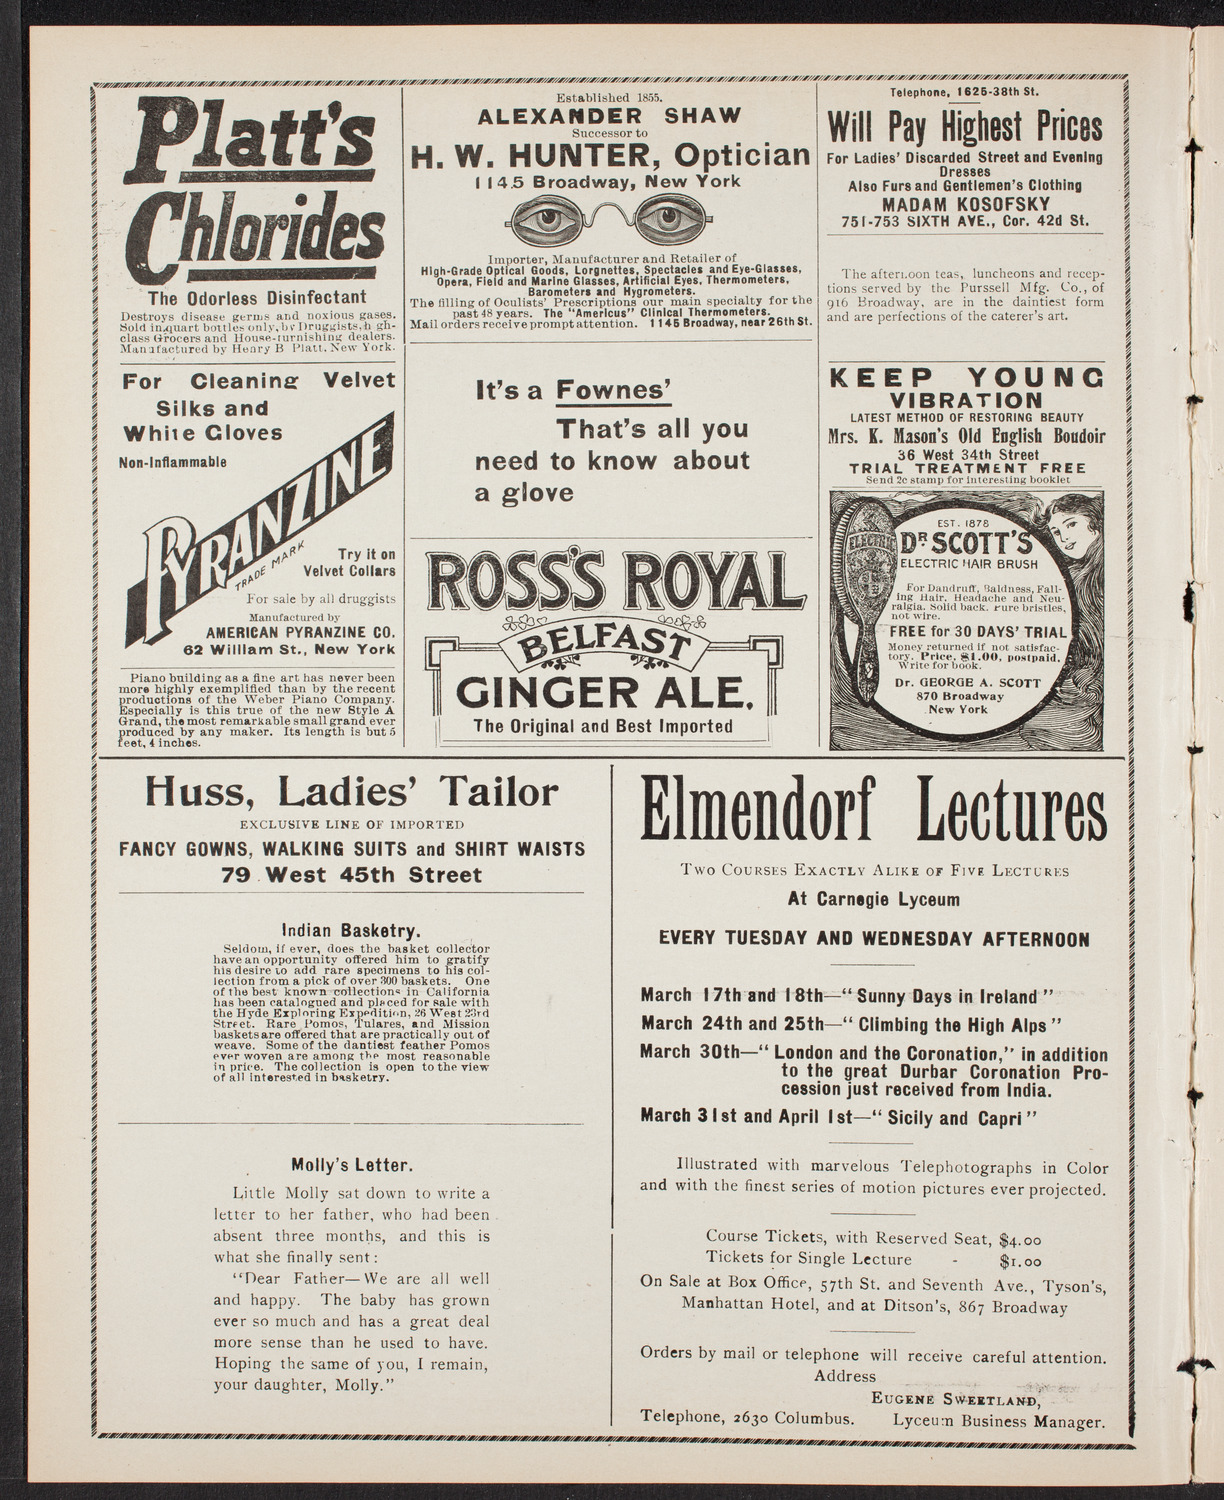 Platt's
Chlorides
The Odorless Disinfectant
Destroys disease germs and noxious gases.
Sold in quart bottles only, by Druggists, high-
class Grocers and House-furnishing dealers.
Manufactured by Henry B Platt, New York.
For Cleaning Velvet
Silks and
White Gloves
Non-Inflammable
PYRANZINE
TRADE MARK
Try it on
Velvet Collars
For sale by all druggists
Manufactured by
AMERICAN PYRANZINE CO.
62 William St., New York
Piano building as a fine art has never been
more highly exemplified than by the recent
productions of the Weber Piano Company.
Especially is this true of the new Style A
Grand, the most remarkable small grand ever
produced by any maker. Its length is but 5
feet, 4 inches.
Established 1855.
ALEXANDER SHAW
Successor to
H. W. HUNTER, Optician
1145 Broadway, New York
Importer, Manufacturer and Retailer of
High-Grade Optical Goods, Lorgnettes, Spectacles and Eye-Glasses,
Opera, Field and Marine Glasses, Artificial Eyes, Thermometers,
Barometers and Hygrometers.
The filling of Oculists' Prescriptions our main specialty for the
past 48 years. The "Americus" Clinical Thermometers.
Mail orders receive prompt attention. 1145 Broadway, near 26th St.
It's a Fownes'
That's all you
need to know about
a glove
ROSS'S ROYAL
BELFAST
GINGER ALE.
The Original and Best Imported
Telephone, 1625-38th St.
Will Pay Highest Prices
For Ladies' Discarded Street and Evening
Dresses
Also Furs and Gentlemen's Clothing
MADAM KOSOFSKY
751-753 SIXTH AVE., Cor. 42d St.
The afternoon teas, luncheons and recep-
tions served by the Purssell Mfg. Co., of
916 Broadway, are in the daintiest form
and are perfections of the caterer's art.
KEEP YOUNG
VIBRATION
LATEST METHOD OF RESTORING BEAUTY
Mrs. K. Mason's Old English Boudoir
36 West 34th Street
TRIAL TREATMENT FREE
Send 2c stamp for interesting booklet
ELECTRIC
EST. 1878
DR SCOTT'S
ELECTRIC HAIR BRUSH
For Dandruff, Baldness, Fall-
ing Hair, Headache and Neu-
ralgia. Solid back, Pure bristles,
not wire.
FREE for 30 DAYS' TRIAL
Money returned if not satisfac-
tory. Price, $1.00, postpaid.
Write for book.
Dr. GEORGE A. SCOTT
870 Broadway
New York
Huss, Ladies' Tailor
EXCLUSIVE LINE OF IMPORTED
FANCY GOWNS, WALKING SUITS and SHIRT WAISTS
79 West 45th Street
Indian Basketry.
Seldom, if ever, does the basket collector
have an opportunity offered him to gratify
his desire to add rare specimens to his col-
lection from a pick of over 300 baskets. One
of the best known collections in California
has been catalogued and placed for sale with
the Hyde Exploring Expedition, 26 West 23rd
Street. Rare Pomos, Tulares, and Mission
baskets are offered that are practically out of
weave. Some of the dantiest feather Pomos
ever woven are among the most reasonable
in price. The collection is open to the view
of all interested in basketry.
Molly's Letter.
Little Molly sat down to write a
letter to her father, who had been
absent three months, and this is
what she finally sent:
"Dear Father—We are all well
and happy. The baby has grown
ever so much and has a great deal
more sense than he used to have.
Hoping the same of you, I remain,
your daughter, Molly."
Elmendorf Lectures
TWO COURSES EXACTLY ALIKE OF FIVE LECTURES
At Carnegie Lyceum
EVERY TUESDAY AND WEDNESDAY AFTERNOON
March 17th and 18th—"Sunny Days in Ireland"
March 24th and 25th—"Climbing the High Alps"
March 30th—"London and the Coronation," in addition
to the great Durbar Coronation Pro-
cession just received from India.
March 31st and April 1st—"Sicily and Capri"
Illustrated with marvelous Telephotographs in Color
and with the finest series of motion pictures ever projected.
Course Tickets, with Reserved Seat, $4.00
Tickets for Single Lecture - $1.00
On Sale at Box Office, 57th St. and Seventh Ave., Tyson's,
Manhattan Hotel, and at Ditson's, 867 Broadway
Orders by mail or telephone will receive careful attention.
Address
EUGENE SWEETLAND,
Telephone, 2630 Columbus. Lyceum Business Manager.